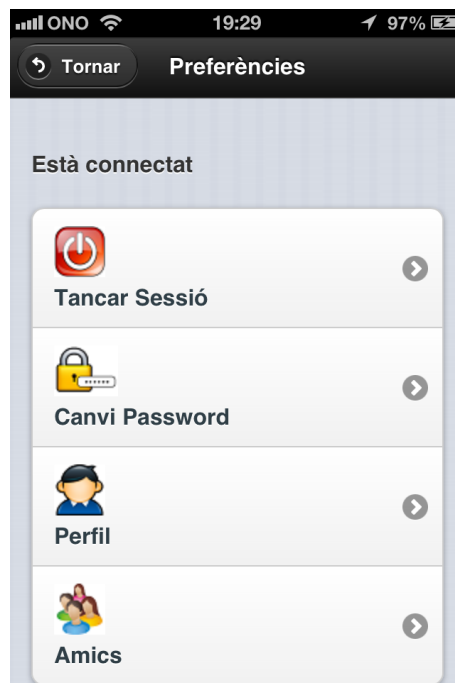 ONO 19:29 97%
Tornar Preferències
Està connectat
Tancar Sessió
Canvi Password
Perfil
Amics